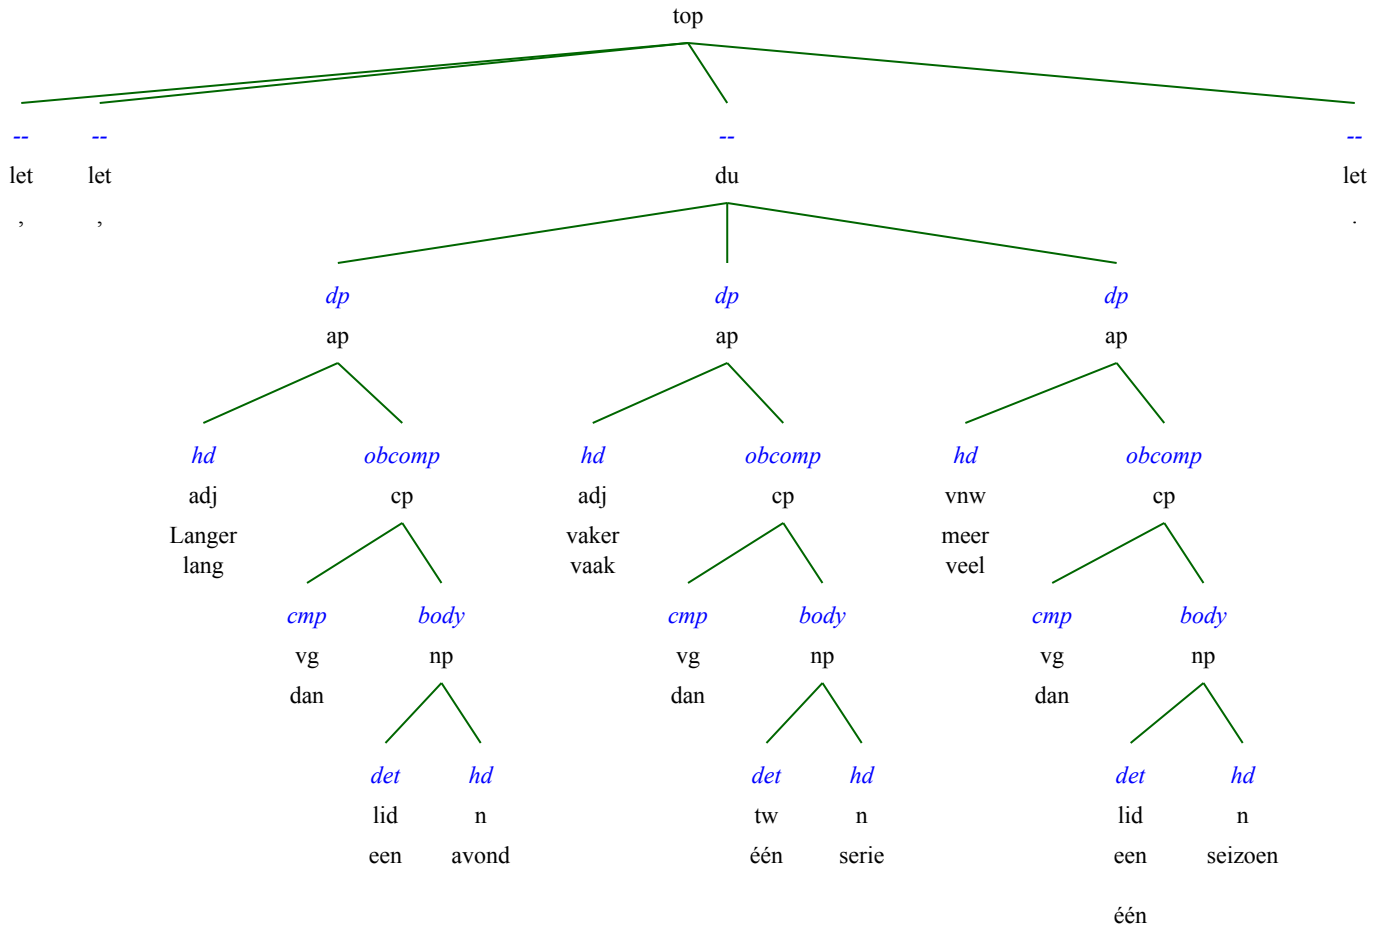 top
-- -- -- --
let let du let
, , .
dp dp dp
ap ap ap
hd obcomp hd obcomp hd obcomp
adj cp adj cp vnw cp
Langer vaker meer
lang vaak veel
cmp body cmp body cmp body
vg np vg np vg np
dan dan dan
det hd det hd det hd
lid n tw n lid n
een avond één serie een seizoen
één